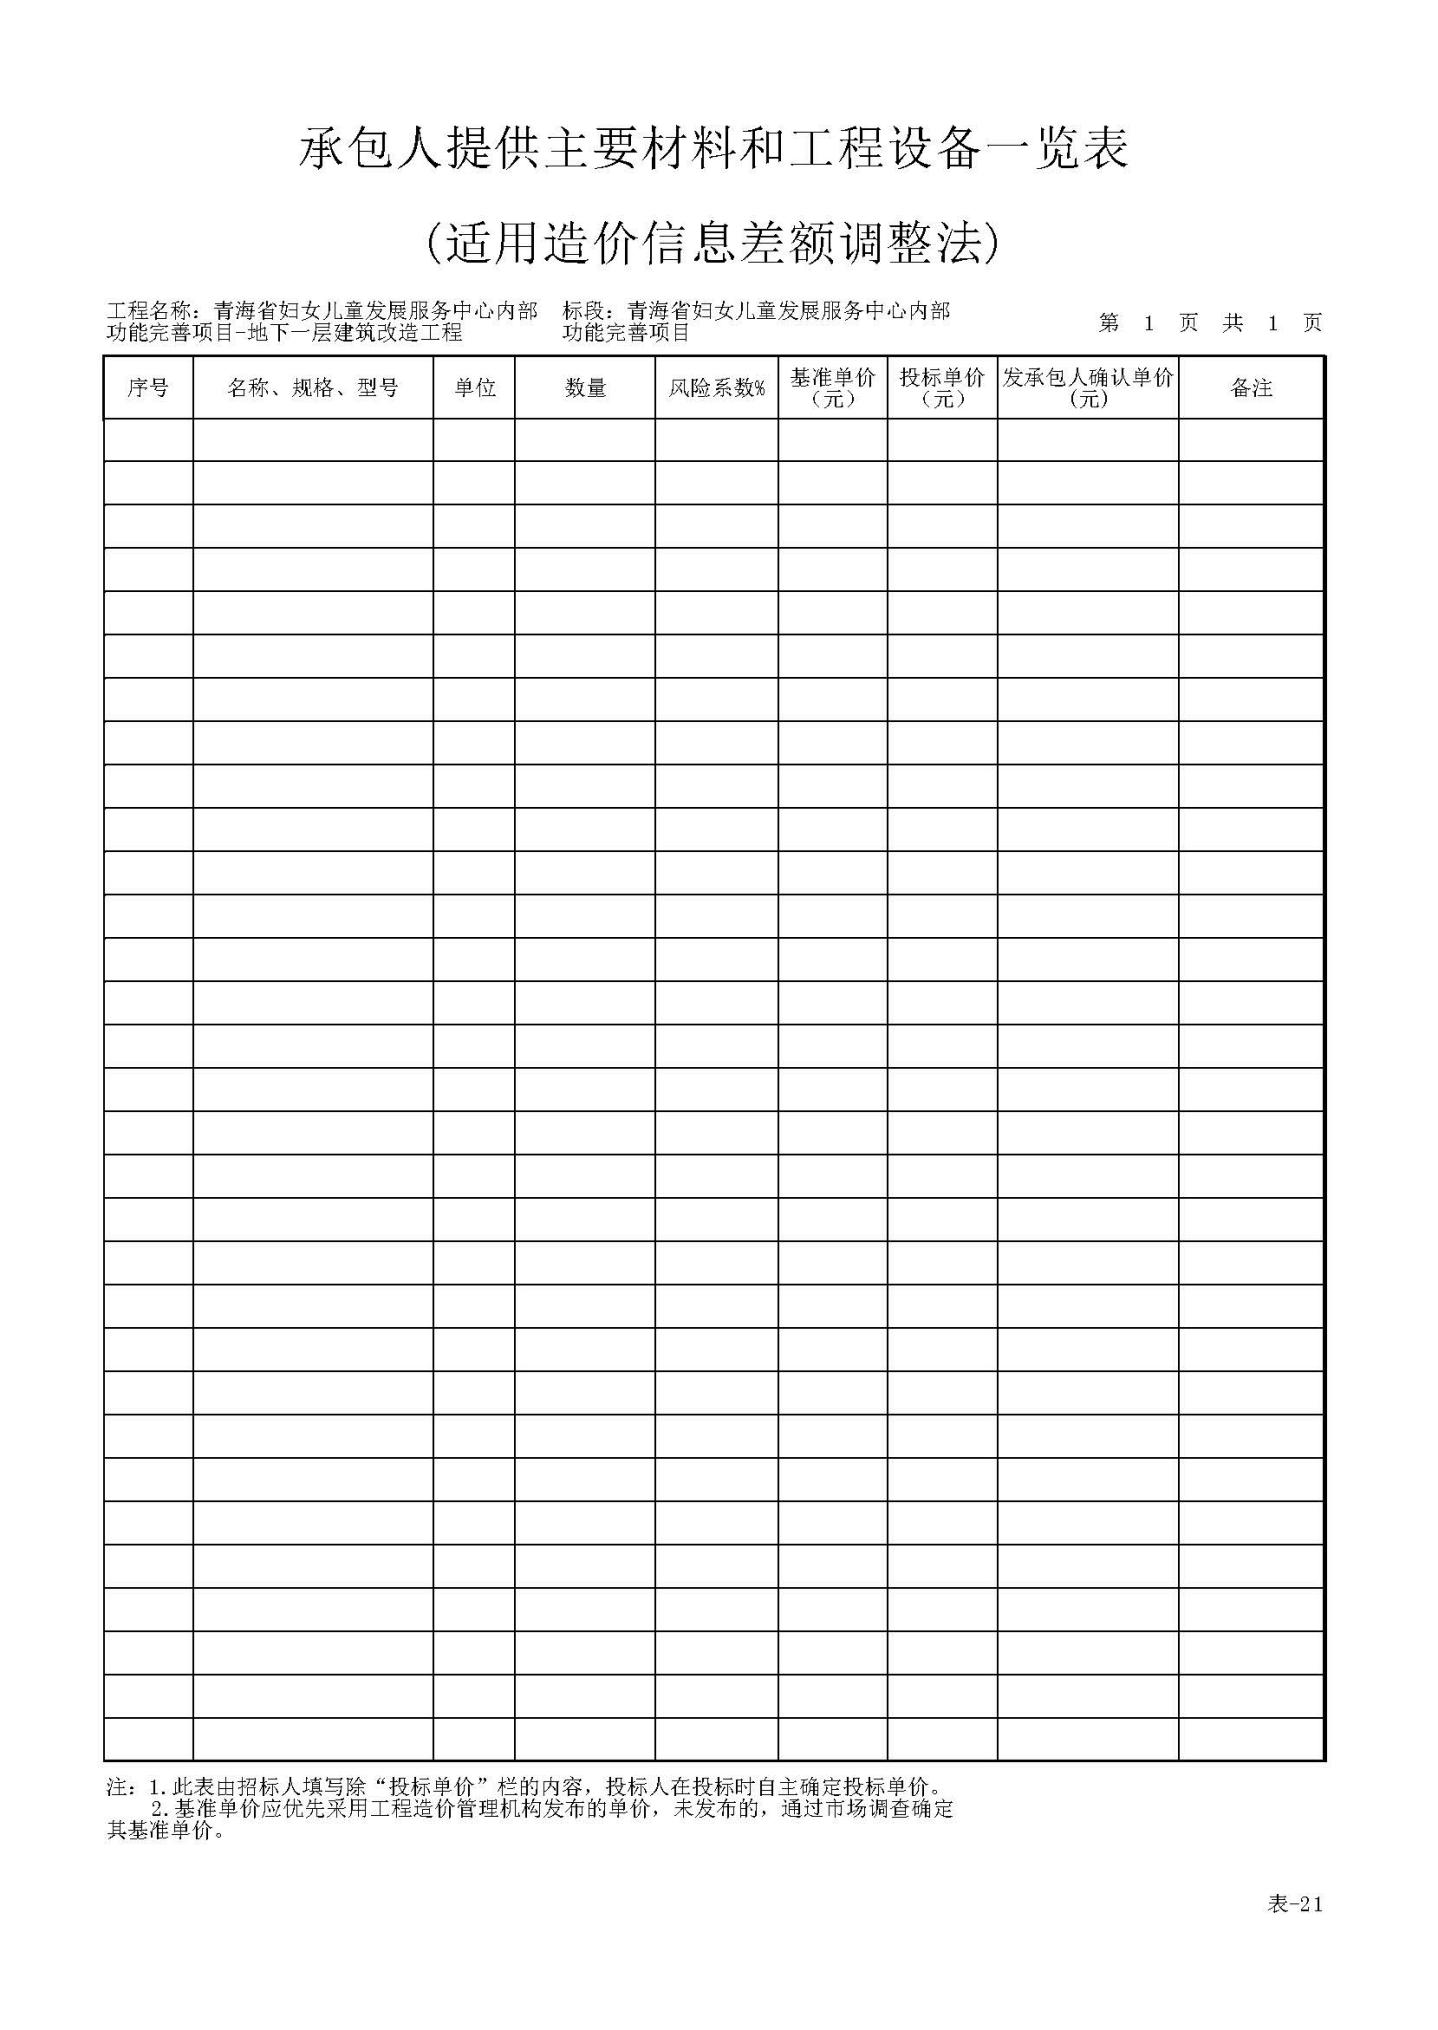 承包人提供主要材料和工程设备一览表
(适用造价信息差额调整法)
工程名称：青海省妇女儿童发展服务中心内部
功能完善项目-地下一层建筑改造工程
标段：青海省妇女儿童发展服务中心内部
功能完善项目
第 1 页 共 1 页
序号
名称、规格、型号
单位
数量
风险系数%
基准单价
（元）
投标单价
（元）
发承包人确认单价
(元)
备注
注：1.此表由招标人填写除“投标单价”栏的内容，投标人在投标时自主确定投标单价。
2.基准单价应优先采用工程造价管理机构发布的单价，未发布的，通过市场调查确定
其基准单价。
表-21